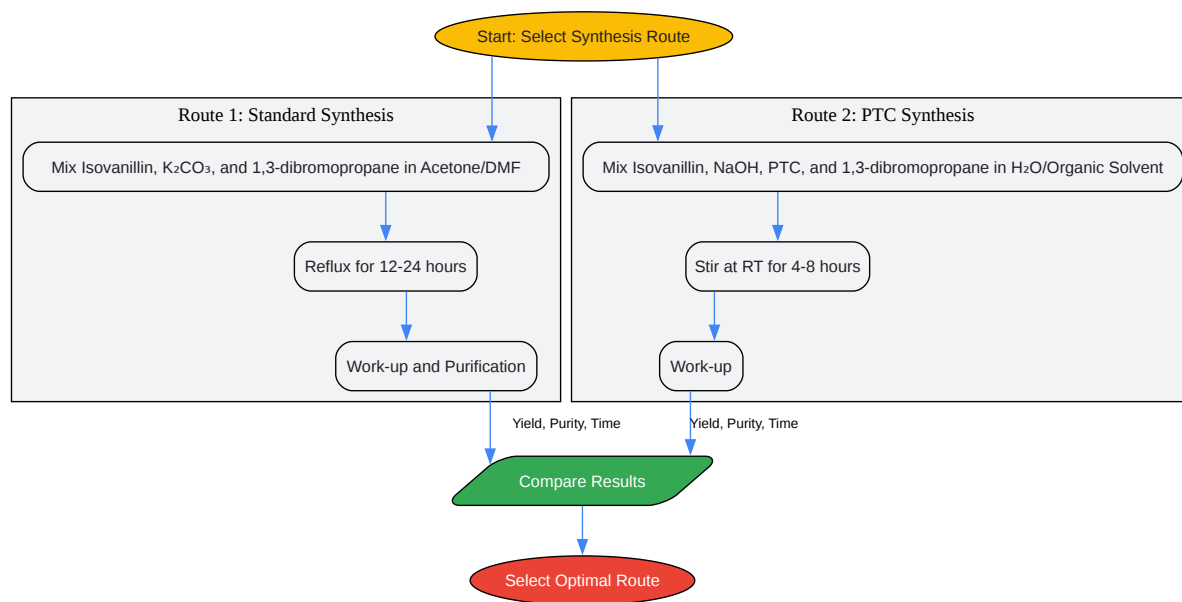 Start: Select Synthesis Route
Route 1: Standard Synthesis
Mix Isovanillin, K₂CO₃, and 1,3-dibromopropane in Acetone/DMF
Reflux for 12-24 hours
Work-up and Purification
Yield, Purity, Time
Route 2: PTC Synthesis
Mix Isovanillin, NaOH, PTC, and 1,3-dibromopropane in H₂O/Organic Solvent
Stir at RT for 4-8 hours
Work-up
Yield, Purity, Time
Compare Results
Select Optimal Route